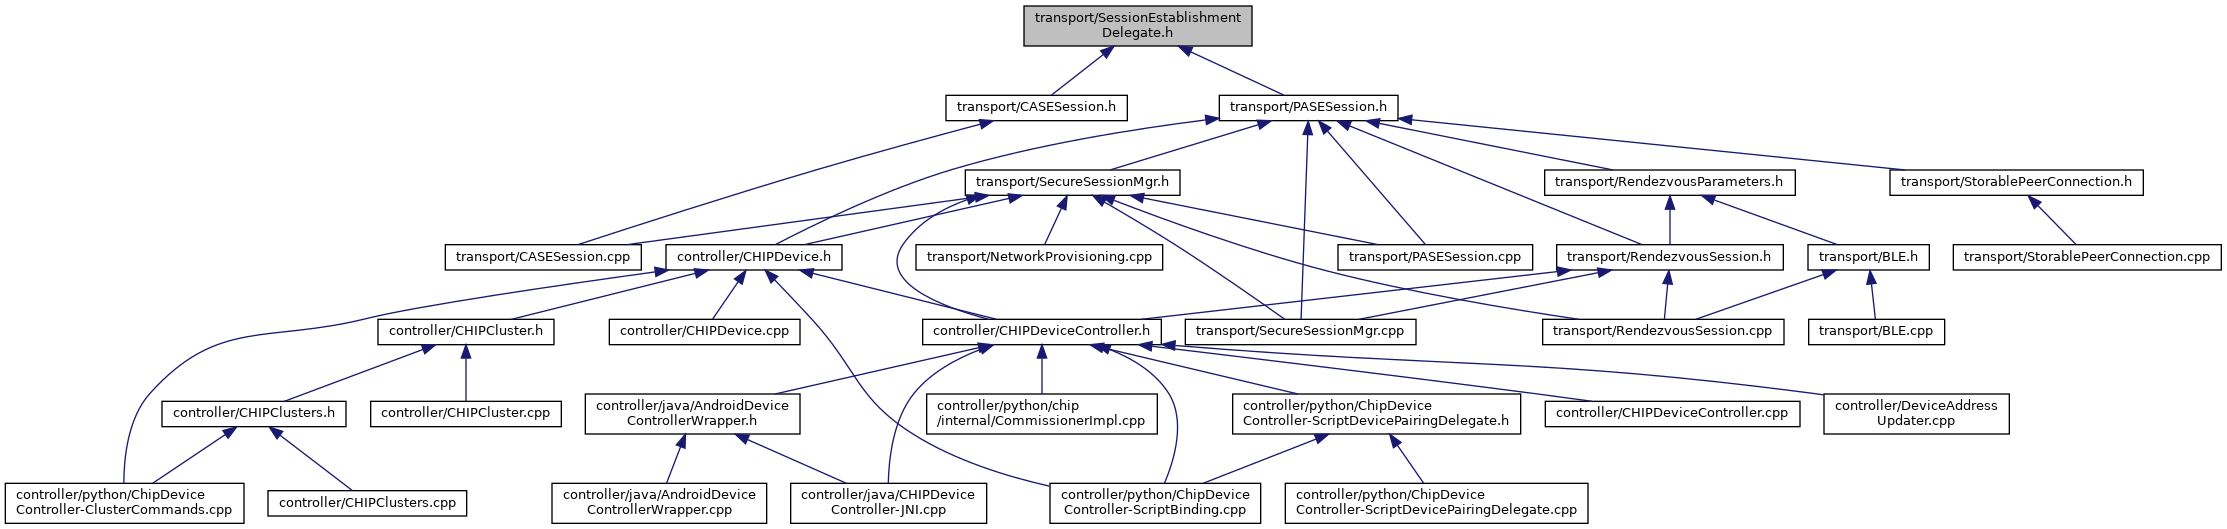 transport/SessionEstablishment
Delegate.h
transport/CASESession.h
transport/PASESession.h
transport/SecureSessionMgr.h
transport/RendezvousParameters.h
transport/StorablePeerConnection.h
transport/CASESession.cpp
controller/CHIPDevice.h
transport/NetworkProvisioning.cpp
transport/PASESession.cpp
transport/RendezvousSession.h
transport/BLE.h
transport/StorablePeerConnection.cpp
controller/CHIPCluster.h
controller/CHIPDevice.cpp
controller/CHIPDeviceController.h
transport/SecureSessionMgr.cpp
transport/RendezvousSession.cpp
transport/BLE.cpp
controller/CHIPClusters.h
controller/CHIPCluster.cpp
controller/java/AndroidDevice
ControllerWrapper.h
controller/python/chip
/internal/CommissionerImpl.cpp
controller/python/ChipDevice
Controller-ScriptDevicePairingDelegate.h
controller/CHIPDeviceController.cpp
controller/DeviceAddress
Updater.cpp
controller/python/ChipDevice
Controller-ClusterCommands.cpp
controller/CHIPClusters.cpp
controller/java/AndroidDevice
ControllerWrapper.cpp
controller/java/CHIPDevice
Controller-JNI.cpp
controller/python/ChipDevice
Controller-ScriptBinding.cpp
controller/python/ChipDevice
Controller-ScriptDevicePairingDelegate.cpp